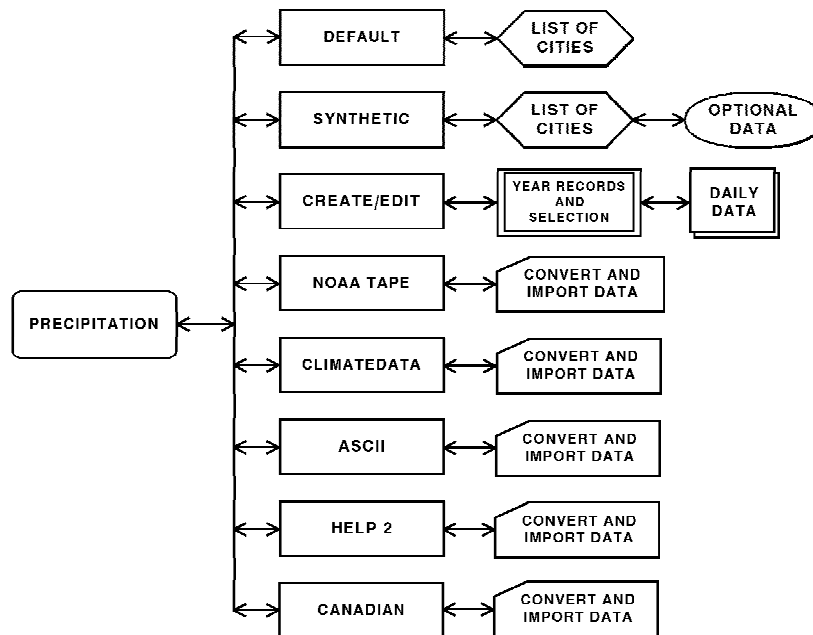 DEFAULT
LIST OF
CITIES
SYNTHETIC
LIST OF
CITIES
OPTIONAL
DATA
CREATE/EDIT
YEAR RECORDS
AND
SELECTION
DAILY
DATA
NOAA TAPE
CONVERT AND
IMPORT DATA
PRECIPITATION
CLIMATEDATA
CONVERT AND
IMPORT DATA
ASCII
CONVERT AND
IMPORT DATA
HELP 2
CONVERT AND
IMPORT DATA
CANADIAN
CONVERT AND
IMPORT DATA